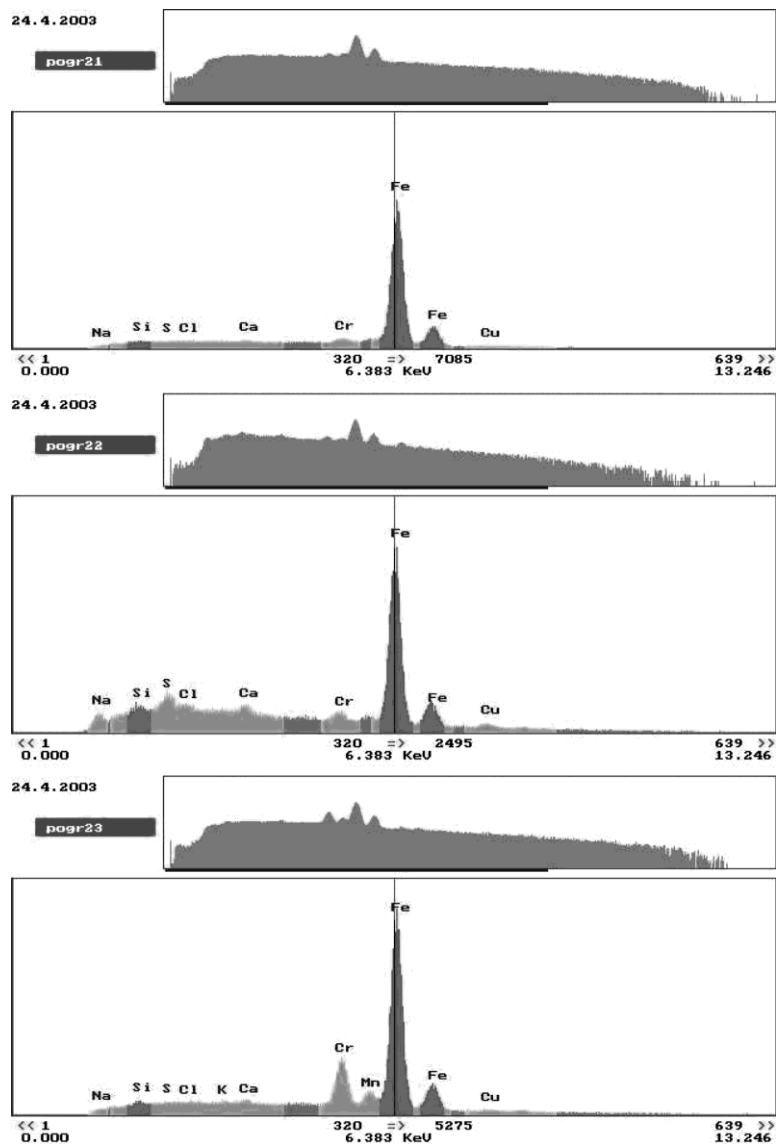 24.4.2003
pogr21
Fe
Na Si S Cl Ca Cr Fe Cu
<< 1 320 => 7085 639 >>
0.000 6.383 KeV 13.246
24.4.2003
pogr22
Fe
Na Si S Cl Ca Cr Fe Cu
<< 1 320 => 2495 639 >>
0.000 6.383 KeV 13.246
24.4.2003
pogr23
Fe
Cr
Na Si S Cl K Ca Mn Fe Cu
<< 1 320 => 5275 639 >>
0.000 6.383 KeV 13.246